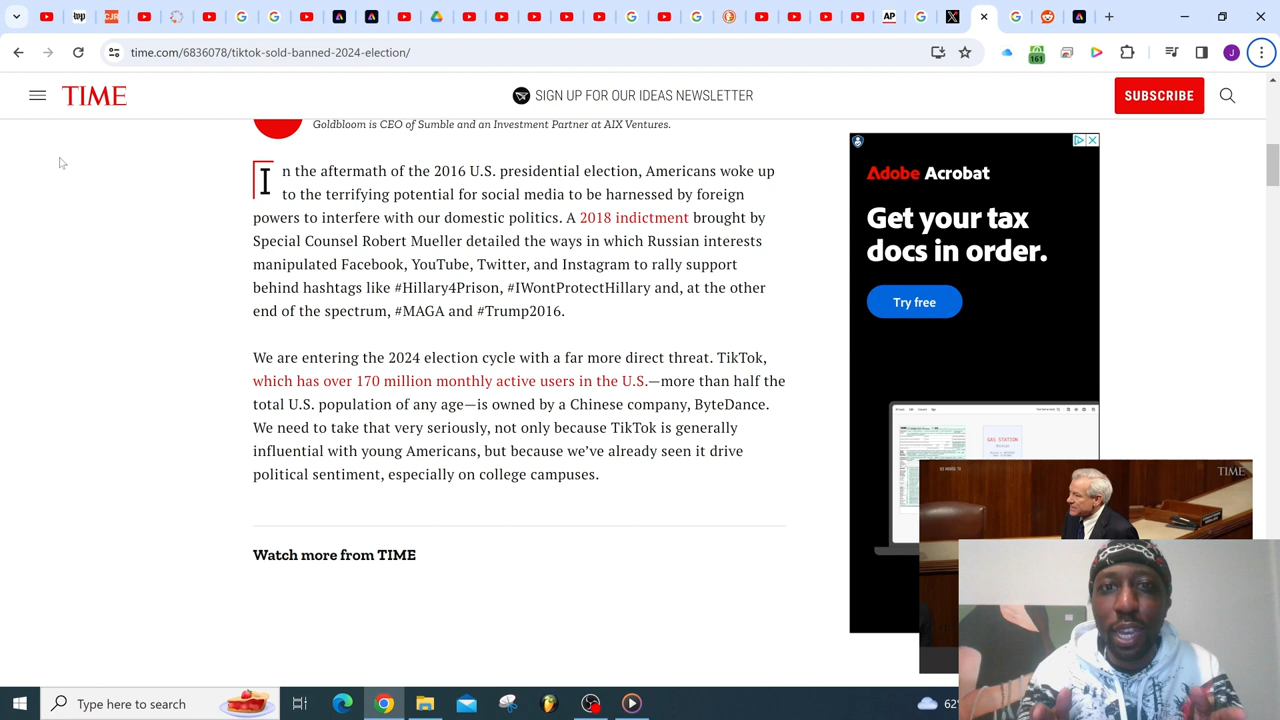 time.com/6836078/tiktok-sold-banned-2024-election/
161
J
TIME
SIGN UP FOR OUR IDEAS NEWSLETTER
SUBSCRIBE
Goldbloom is CEO of Sumble and an Investment Partner at AIX Ventures.
In the aftermath of the 2016 U.S. presidential election, Americans woke up
to the terrifying potential for social media to be harnessed by foreign
powers to interfere with our domestic politics. A 2018 indictment brought by
Special Counsel Robert Mueller detailed the ways in which Russian interests
manipulated Facebook, YouTube, Twitter, and Instagram to rally support
behind hashtags like #Hillary4Prison, #IWontProtectHillary and, at the other
end of the spectrum, #MAGA and #Trump2016.
We are entering the 2024 election cycle with a far more direct threat. TikTok,
which has over 170 million monthly active users in the U.S.—more than half the
total U.S. population of any age—is owned by a Chinese company, ByteDance.
We need to take that very seriously, not only because TikTok is generally
influential with young Americans, but because we've already seen it drive
political sentiment, especially on college campuses.
Watch more from TIME
Adobe Acrobat
Get your tax
docs in order.
Try free
GAS STATION
TIME
Type here to search
62